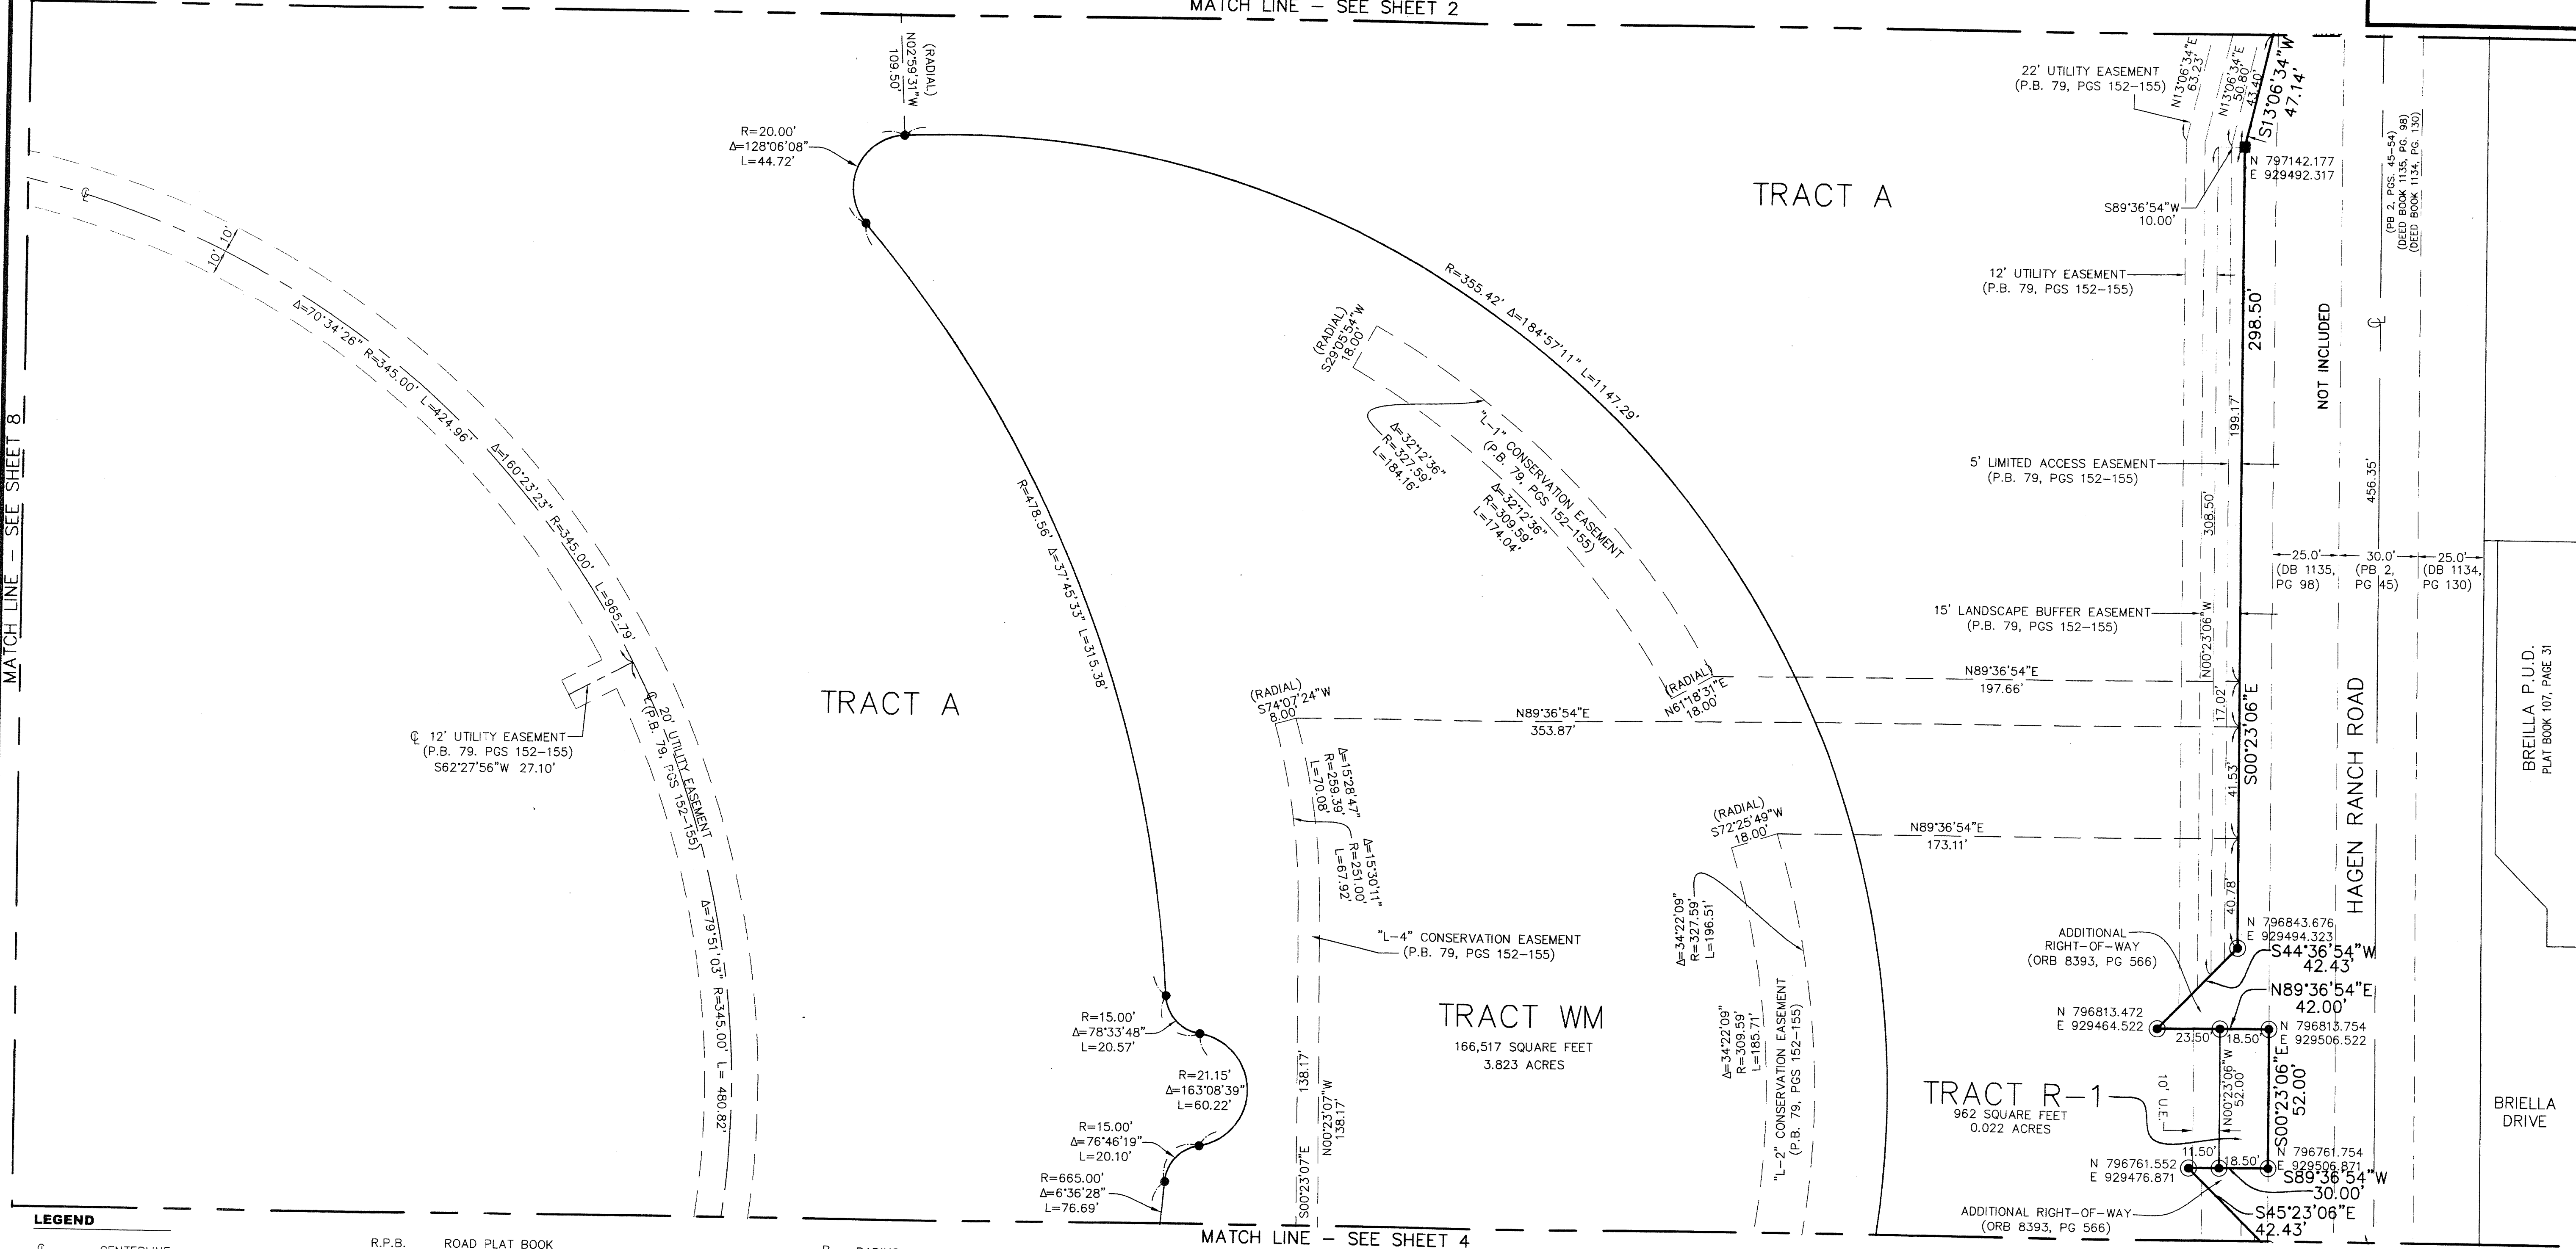 MATCH LINE – SEE SHEET 2
MATCH LINE – SEE SHEET 8
(RADIAL)
N02°59'31"W
109.50'
R=20.00'
Δ=128°06'08"
L=44.72'
10'
10'
Δ=70°34'26" R=345.00' L=424.96'
Δ=160°23'23" R=345.00' L=965.79'
℄ 12' UTILITY EASEMENT
(P.B. 79. PGS 152–155)
S62°27'56"W 27.10'
℄ 20' UTILITY EASEMENT
(P.B. 79, PGS 152–155)
Δ=79°51'03" R=345.00' L= 480.82'
TRACT A
R=478.56' Δ=37°45'33" L=315.38'
R=355.42' Δ=184°57'11" L=1147.29'
(RADIAL)
S29°05'54"W
18.00'
Δ=32°12'36"
R=327.59'
L=184.16'
"L–1" CONSERVATION EASEMENT
(P.B. 79, PGS 152–155)
Δ=32°12'36"
R=309.59'
L=174.04'
(RADIAL)
N61°18'31"E
18.00'
N89°36'54"E
197.66'
(RADIAL)
S74°07'24"W
8.00'
N89°36'54"E
353.87'
Δ=15°28'47"
R=259.39'
L=70.08'
Δ=15°30'11"
R=251.00'
L=67.92'
"L–4" CONSERVATION EASEMENT
(P.B. 79, PGS 152–155)
138.17'
S00°23'07"E
N00°23'07"W
138.17'
(RADIAL)
S72°25'49"W
18.00'
N89°36'54"E
173.11'
Δ=34°22'09"
R=327.59'
L=196.51'
Δ=34°22'09"
R=309.59'
L=185.71'
"L–2" CONSERVATION EASEMENT
(P.B. 79, PGS 152–155)
TRACT WM
166,517 SQUARE FEET
3.823 ACRES
R=15.00'
Δ=78°33'48"
L=20.57'
R=21.15'
Δ=163°08'39"
L=60.22'
R=15.00'
Δ=76°46'19"
L=20.10'
R=665.00'
Δ=6°36'28"
L=76.69'
TRACT A
22' UTILITY EASEMENT
(P.B. 79, PGS 152–155)
N13°06'34"E
63.23'
N13°06'34"E
50.80'
43.40'
S13°06'34"W
47.14'
N 797142.177
E 929492.317
S89°36'54"W
10.00'
12' UTILITY EASEMENT
(P.B. 79, PGS 152–155)
298.50'
199.17'
5' LIMITED ACCESS EASEMENT
(P.B. 79, PGS 152–155)
308.50'
N00°23'06"W
15' LANDSCAPE BUFFER EASEMENT
(P.B. 79, PGS 152–155)
17.02'
S00°23'06"E
41.53'
40.78'
NOT INCLUDED
℄
456.35'
(PB 2, PGS. 45–54)
(DEED BOOK 1135, PG. 98)
(DEED BOOK 1134, PG. 130)
25.0'
(DB 1135,
PG 98)
30.0'
(PB 2,
PG 45)
25.0'
(DB 1134,
PG 130)
HAGEN RANCH ROAD
BREILLA P.U.D.
PLAT BOOK 107, PAGE 31
BRIELLA
DRIVE
N 796843.676
E 929494.323
ADDITIONAL
RIGHT–OF–WAY
(ORB 8393, PG 566)
S44°36'54"W
42.43'
N89°36'54"E
42.00'
N 796813.472
E 929464.522
23.50'
18.50'
N 796813.754
E 929506.522
10' U.E.
N00°23'06"W
52.00'
S00°23'06"E
52.00'
TRACT R–1
962 SQUARE FEET
0.022 ACRES
N 796761.552
E 929476.871
11.50'
18.50'
N 796761.754
E 929506.871
S89°36'54"W
30.00'
ADDITIONAL RIGHT–OF–WAY
(ORB 8393, PG 566)
S45°23'06"E
42.43'
MATCH LINE – SEE SHEET 4
LEGEND
℄ CENTERLINE
R.P.B. ROAD PLAT BOOK
R RADIUS